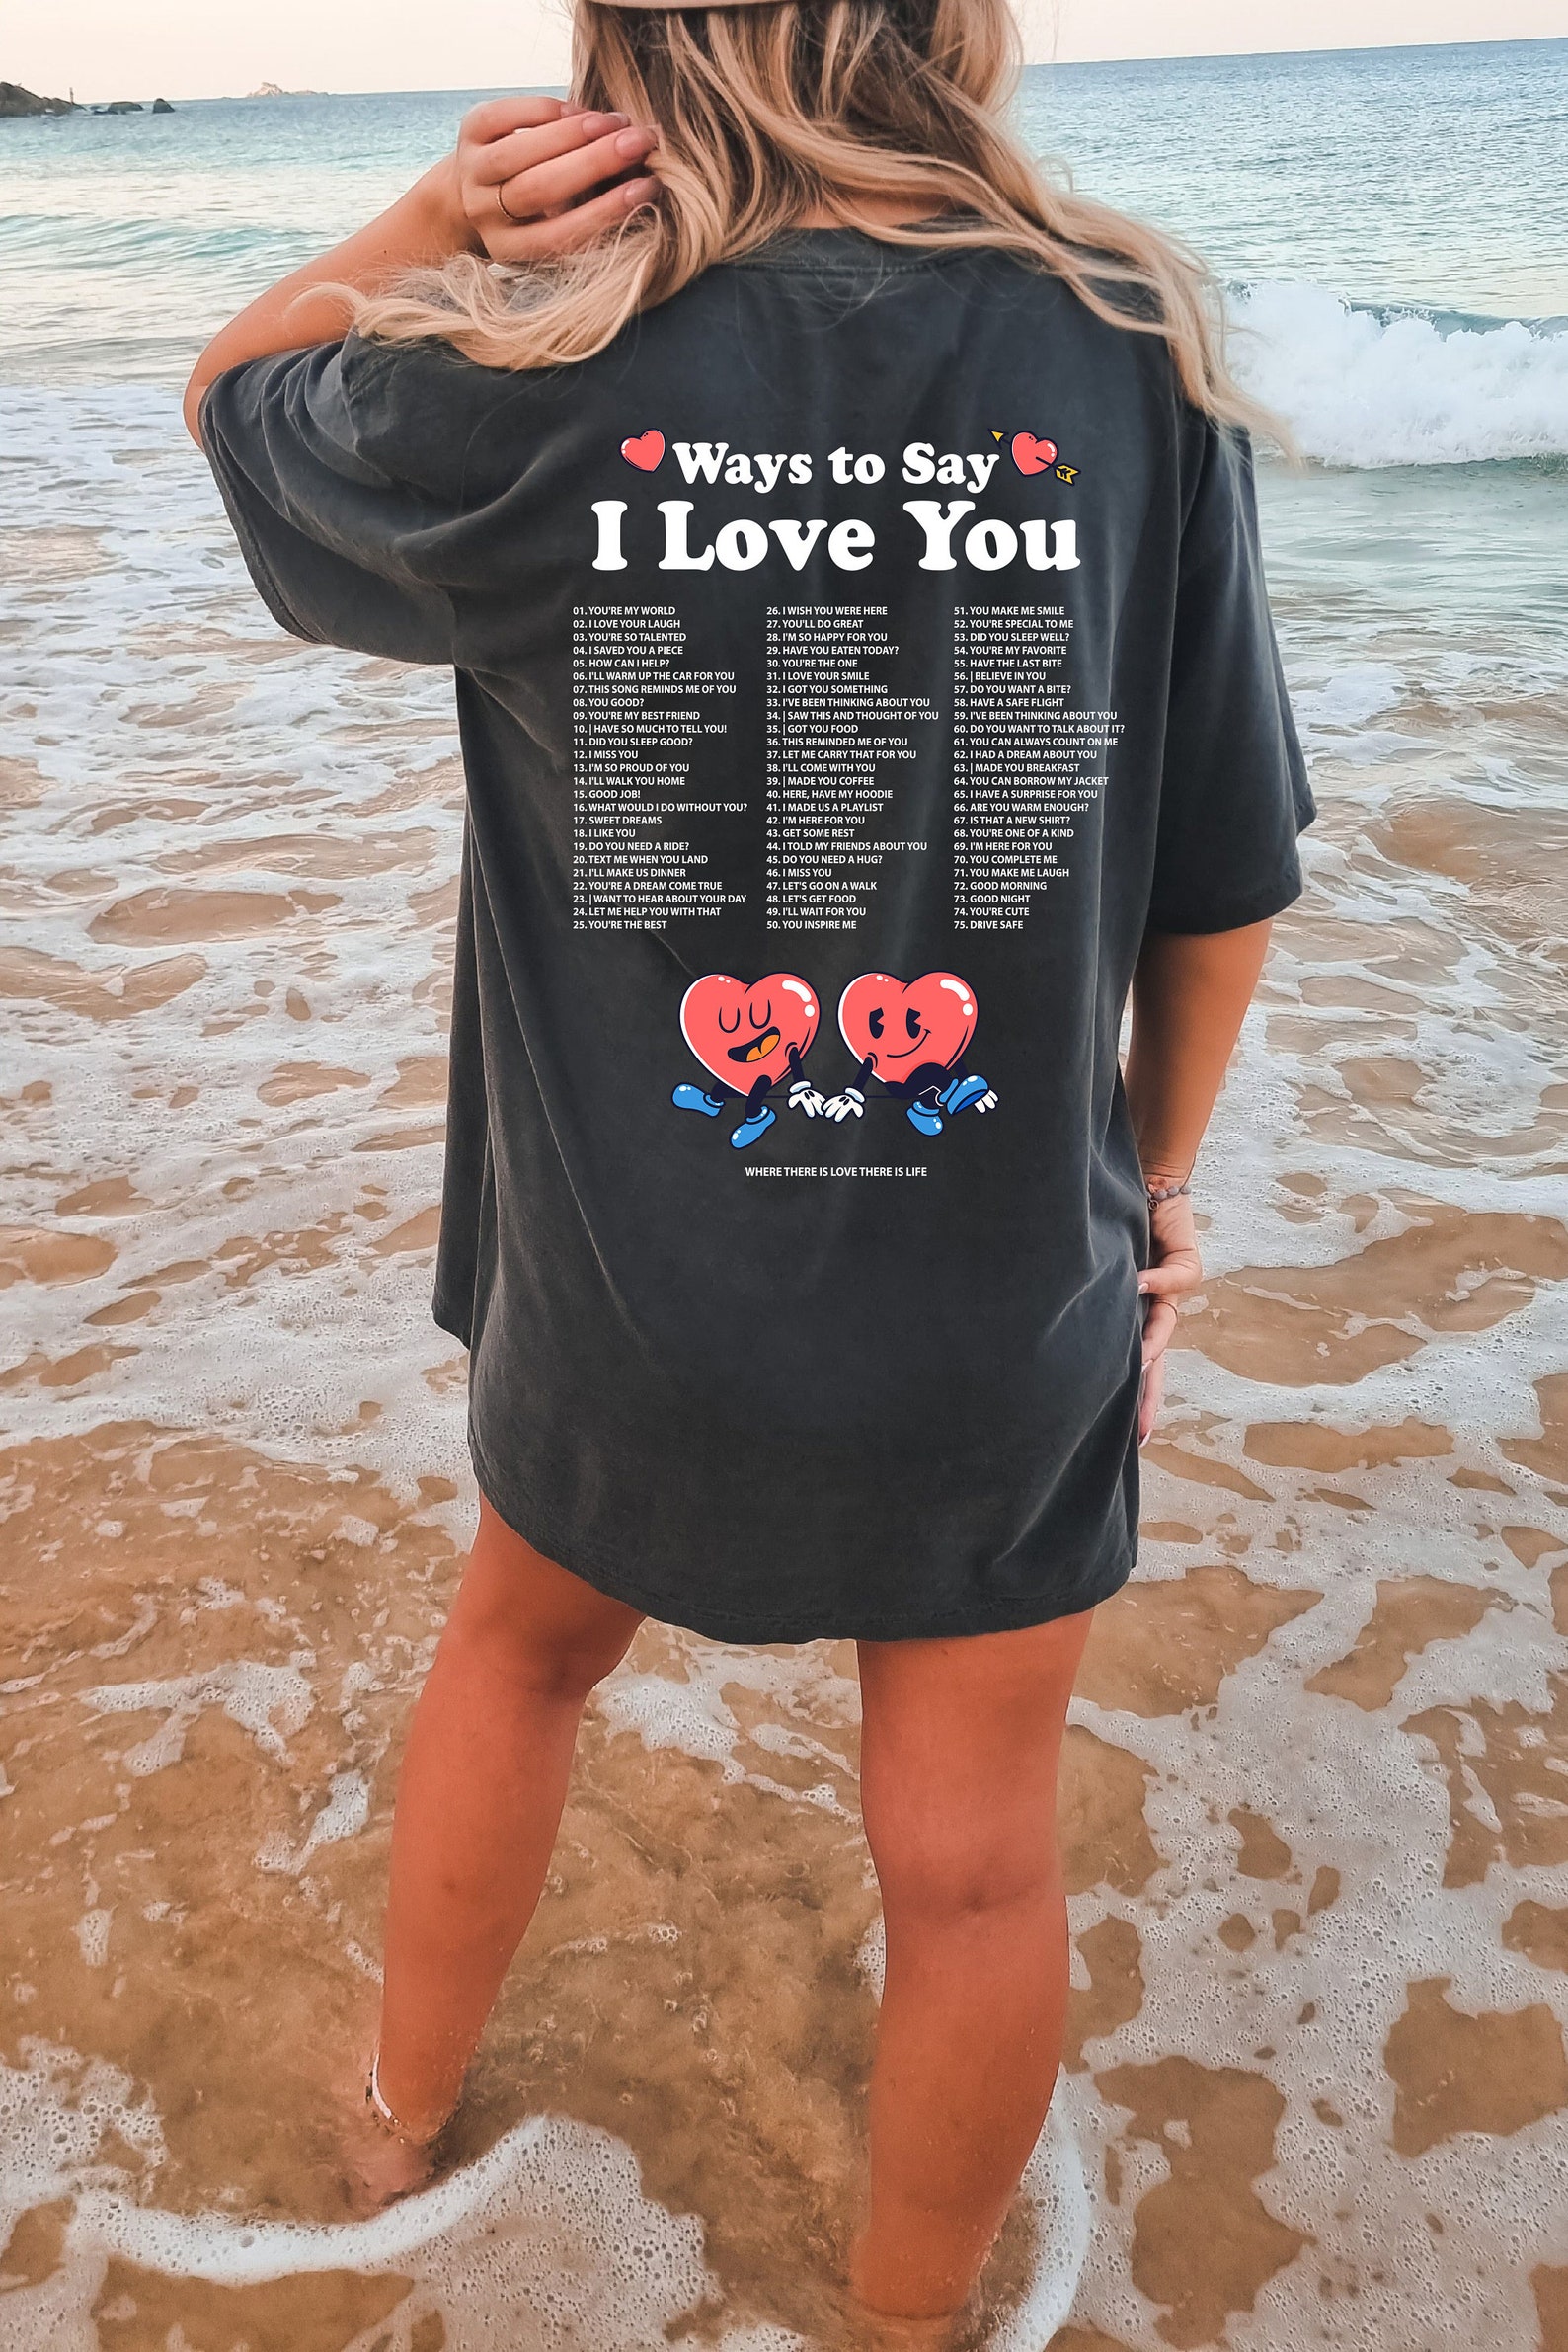 Ways to Say
I Love You
01. YOU'RE MY WORLD
02. I LOVE YOUR LAUGH
03. YOU'RE SO TALENTED
04. I SAVED YOU A PIECE
05. HOW CAN I HELP?
06. I'LL WARM UP THE CAR FOR YOU
07. THIS SONG REMINDS ME OF YOU
08. YOU GOOD?
09. YOU'RE MY BEST FRIEND
10. | HAVE SO MUCH TO TELL YOU!
11. DID YOU SLEEP GOOD?
12. I MISS YOU
13. I'M SO PROUD OF YOU
14. I'LL WALK YOU HOME
15. GOOD JOB!
16. WHAT WOULD I DO WITHOUT YOU?
17. SWEET DREAMS
18. I LIKE YOU
19. DO YOU NEED A RIDE?
20. TEXT ME WHEN YOU LAND
21. I'LL MAKE US DINNER
22. YOU'RE A DREAM COME TRUE
23. | WANT TO HEAR ABOUT YOUR DAY
24. LET ME HELP YOU WITH THAT
25. YOU'RE THE BEST
26. I WISH YOU WERE HERE
27. YOU'LL DO GREAT
28. I'M SO HAPPY FOR YOU
29. HAVE YOU EATEN TODAY?
30. YOU'RE THE ONE
31. I LOVE YOUR SMILE
32. I GOT YOU SOMETHING
33. I'VE BEEN THINKING ABOUT YOU
34. | SAW THIS AND THOUGHT OF YOU
35. | GOT YOU FOOD
36. THIS REMINDED ME OF YOU
37. LET ME CARRY THAT FOR YOU
38. I'LL COME WITH YOU
39. | MADE YOU COFFEE
40. HERE, HAVE MY HOODIE
41. I MADE US A PLAYLIST
42. I'M HERE FOR YOU
43. GET SOME REST
44. I TOLD MY FRIENDS ABOUT YOU
45. DO YOU NEED A HUG?
46. I MISS YOU
47. LET'S GO ON A WALK
48. LET'S GET FOOD
49. I'LL WAIT FOR YOU
50. YOU INSPIRE ME
51. YOU MAKE ME SMILE
52. YOU'RE SPECIAL TO ME
53. DID YOU SLEEP WELL?
54. YOU'RE MY FAVORITE
55. HAVE THE LAST BITE
56. | BELIEVE IN YOU
57. DO YOU WANT A BITE?
58. HAVE A SAFE FLIGHT
59. I'VE BEEN THINKING ABOUT YOU
60. DO YOU WANT TO TALK ABOUT IT?
61. YOU CAN ALWAYS COUNT ON ME
62. I HAD A DREAM ABOUT YOU
63. | MADE YOU BREAKFAST
64. YOU CAN BORROW MY JACKET
65. I HAVE A SURPRISE FOR YOU
66. ARE YOU WARM ENOUGH?
67. IS THAT A NEW SHIRT?
68. YOU'RE ONE OF A KIND
69. I'M HERE FOR YOU
70. YOU COMPLETE ME
71. YOU MAKE ME LAUGH
72. GOOD MORNING
73. GOOD NIGHT
74. YOU'RE CUTE
75. DRIVE SAFE
WHERE THERE IS LOVE THERE IS LIFE